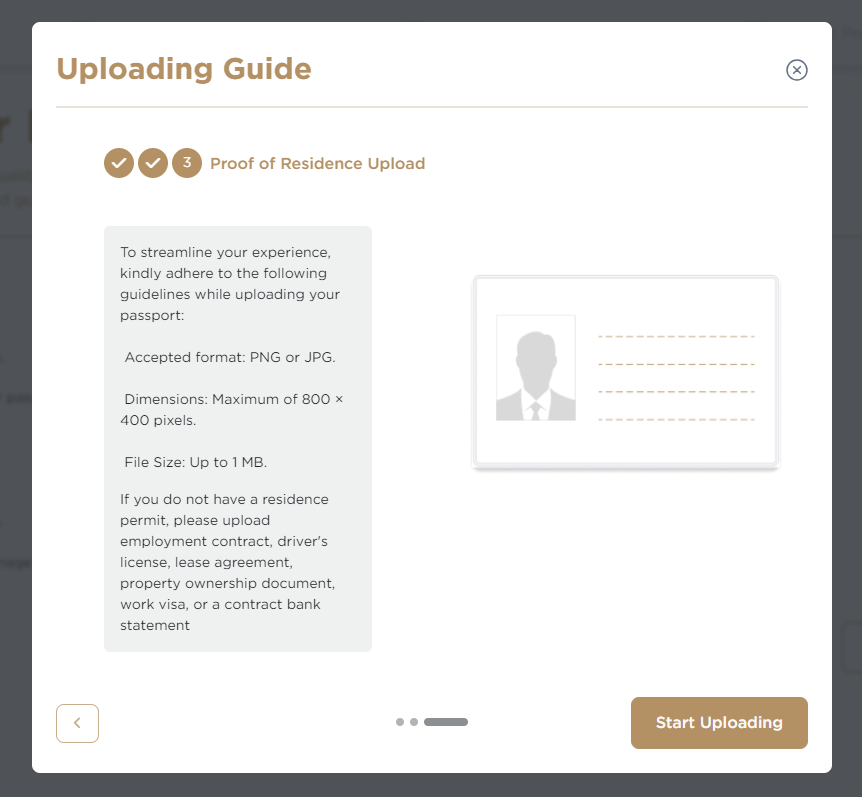 Uploading Guide
3 Proof of Residence Upload
To streamline your experience,
kindly adhere to the following
guidelines while uploading your
passport:
Accepted format: PNG or JPG.
Dimensions: Maximum of 800 ×
400 pixels.
File Size: Up to 1 MB.
If you do not have a residence
permit, please upload
employment contract, driver's
license, lease agreement,
property ownership document,
work visa, or a contract bank
statement
Start Uploading